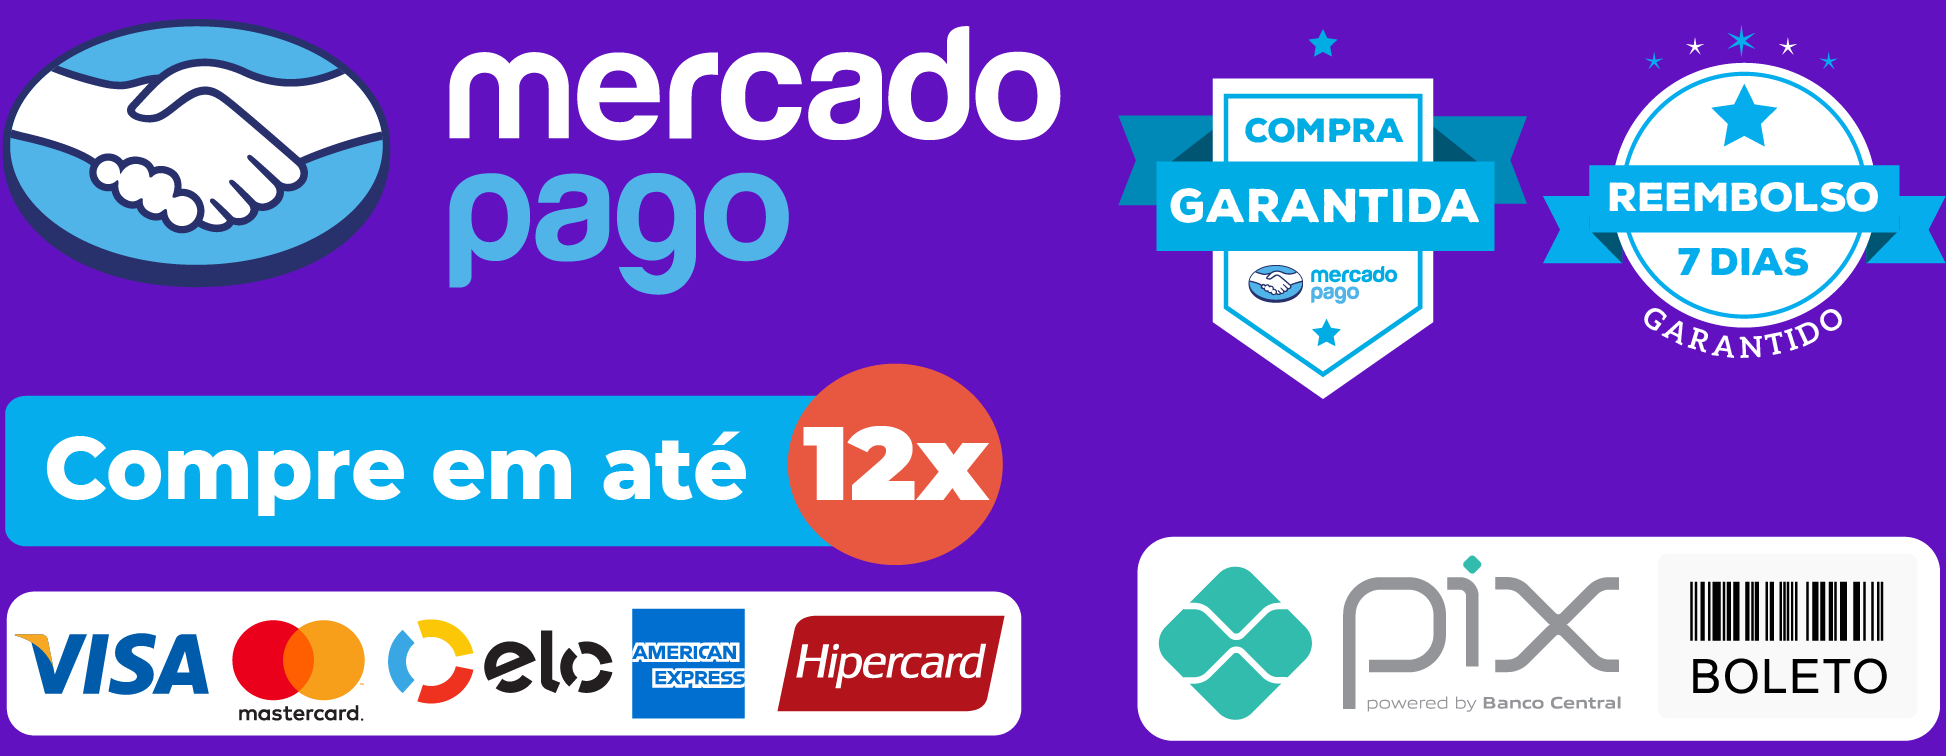 mercado
pago
COMPRA
GARANTIDA
mercado
pago
REEMBOLSO
7 DIAS
GARANTIDO
Compre em até 12x
VISA
mastercard.
elo
AMERICAN
EXPRESS
Hipercard
pix
powered by Banco Central
BOLETO